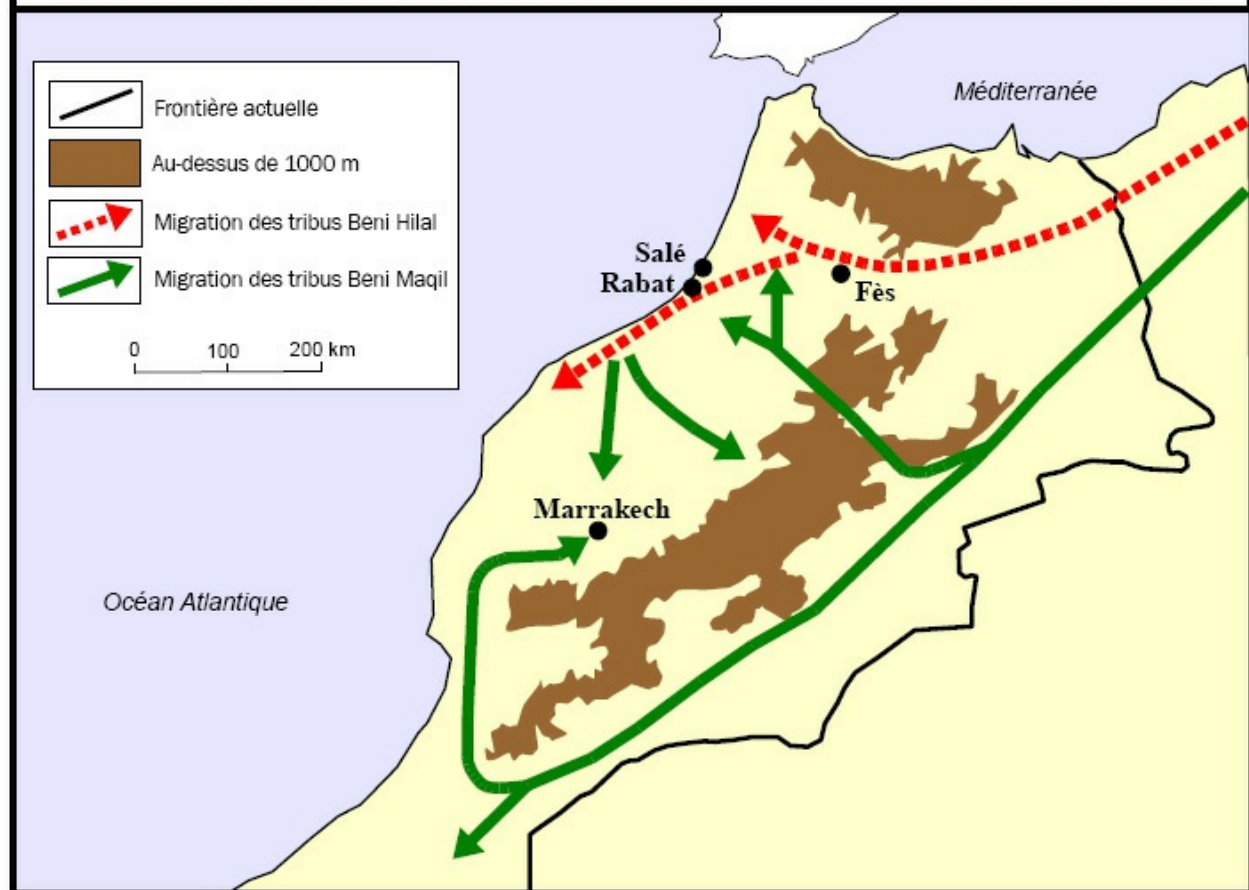 Méditerranée
Frontière actuelle
Au-dessus de 1000 m
Migration des tribus Beni Hilal
Migration des tribus Beni Maqil
0 100 200 km
Salé
Rabat
Fès
Marrakech
Océan Atlantique